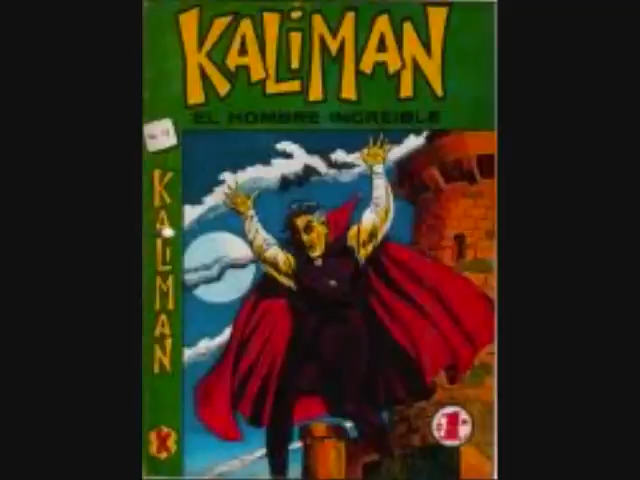 KALIMAN
EL HOMBRE INCREIBLE
KALIMAN
K
$1